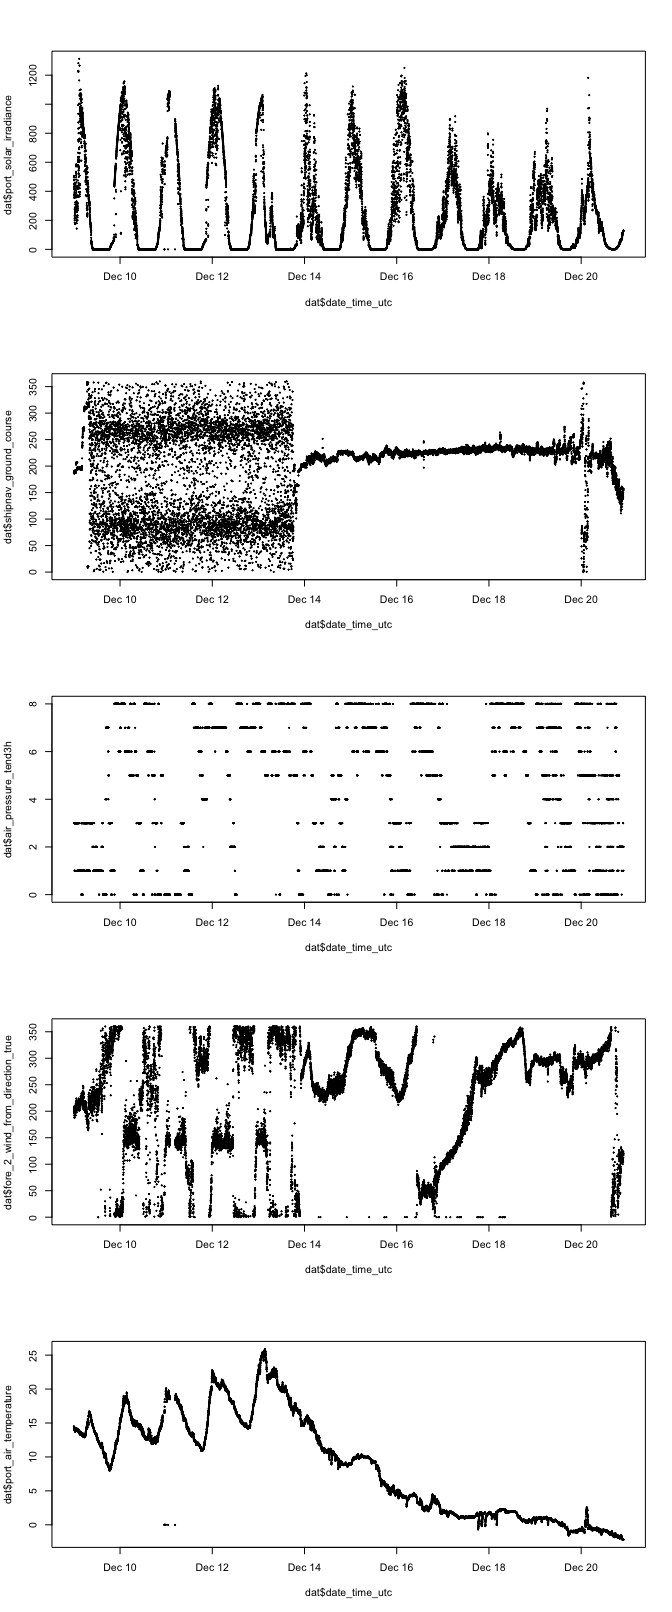 dat$port_solar_irradiance
0 200 400 600 800 1200
Dec 10 Dec 12 Dec 14 Dec 16 Dec 18 Dec 20
dat$date_time_utc
dat$shipnav_ground_course
0 50 100 150 200 250 300 350
Dec 10 Dec 12 Dec 14 Dec 16 Dec 18 Dec 20
dat$date_time_utc
dat$air_pressure_tend3h
0 2 4 6 8
Dec 10 Dec 12 Dec 14 Dec 16 Dec 18 Dec 20
dat$date_time_utc
dat$fore_2_wind_from_direction_true
0 50 100 150 200 250 300 350
Dec 10 Dec 12 Dec 14 Dec 16 Dec 18 Dec 20
dat$date_time_utc
dat$port_air_temperature
0 5 10 15 20 25
Dec 10 Dec 12 Dec 14 Dec 16 Dec 18 Dec 20
dat$date_time_utc